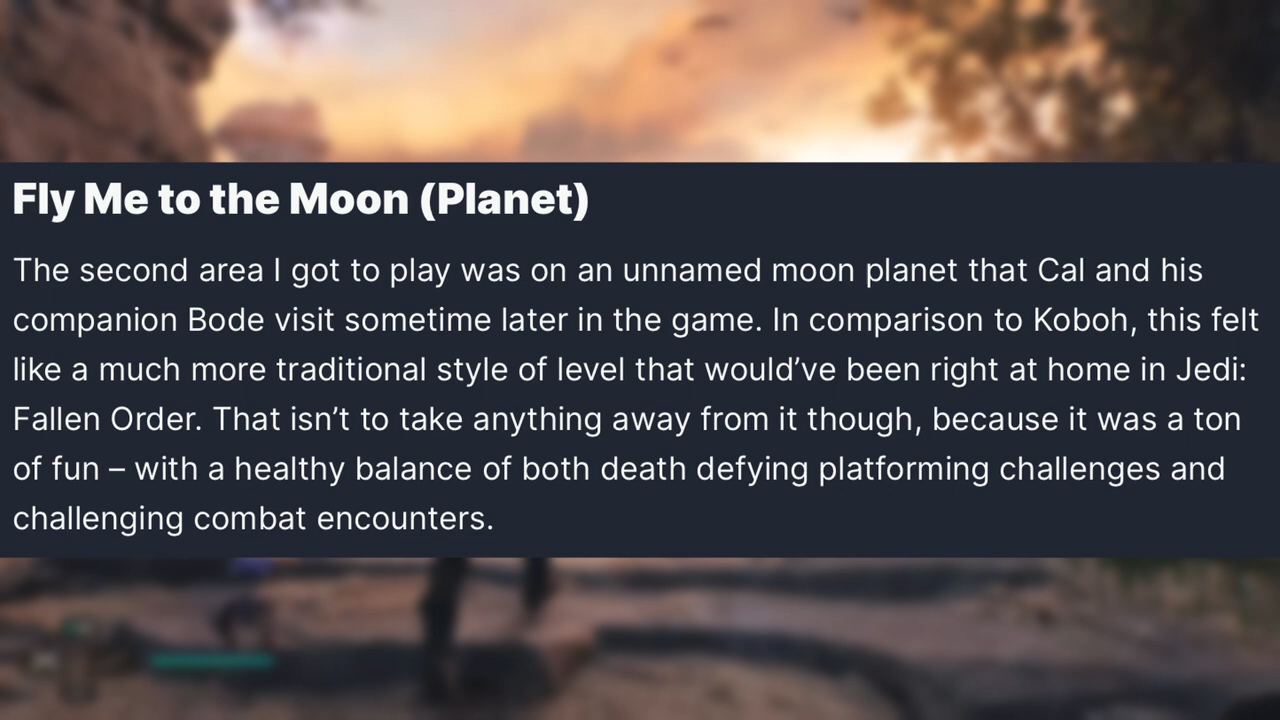 Fly Me to the Moon (Planet)
The second area I got to play was on an unnamed moon planet that Cal and his
companion Bode visit sometime later in the game. In comparison to Koboh, this felt
like a much more traditional style of level that would’ve been right at home in Jedi:
Fallen Order. That isn’t to take anything away from it though, because it was a ton
of fun – with a healthy balance of both death defying platforming challenges and
challenging combat encounters.